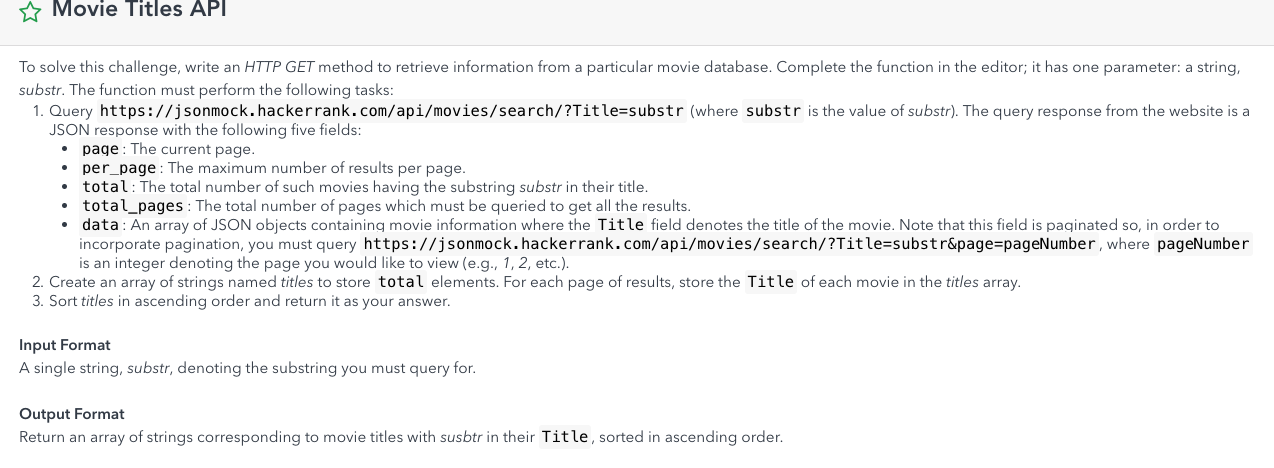 Movie Titles API
To solve this challenge, write an HTTP GET method to retrieve information from a particular movie database. Complete the function in the editor; it has one parameter: a string,
substr. The function must perform the following tasks:
1. Query https://jsonmock.hackerrank.com/api/movies/search/?Title=substr (where substr is the value of substr). The query response from the website is a
JSON response with the following five fields:
• page: The current page.
• per_page: The maximum number of results per page.
• total: The total number of such movies having the substring substr in their title.
• total_pages: The total number of pages which must be queried to get all the results.
• data: An array of JSON objects containing movie information where the Title field denotes the title of the movie. Note that this field is paginated so, in order to
incorporate pagination, you must query https://jsonmock.hackerrank.com/api/movies/search/?Title=substr&page=pageNumber, where pageNumber
is an integer denoting the page you would like to view (e.g., 1, 2, etc.).
2. Create an array of strings named titles to store total elements. For each page of results, store the Title of each movie in the titles array.
3. Sort titles in ascending order and return it as your answer.
Input Format
A single string, substr, denoting the substring you must query for.
Output Format
Return an array of strings corresponding to movie titles with susbtr in their Title, sorted in ascending order.